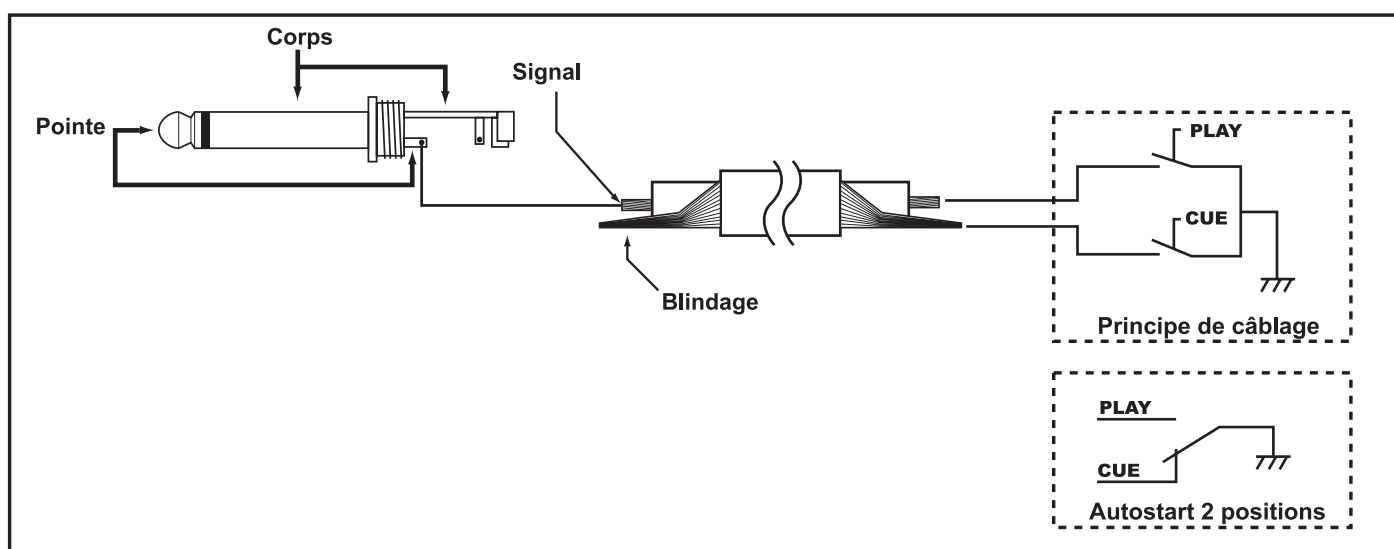 Corps
Signal
Pointe
PLAY
CUE
Blindage
Principe de câblage
PLAY
CUE
Autostart 2 positions